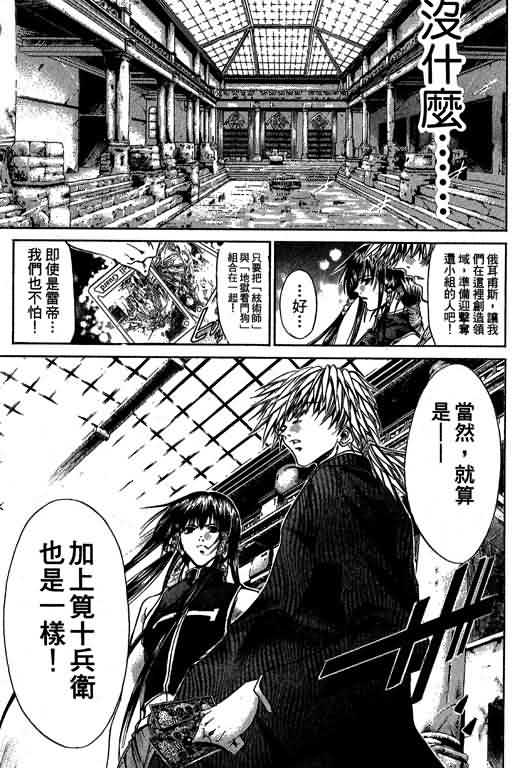 沒什麼………
俄耳甫斯，讓我
們在這裡創造領
域，準備迎擊奪
還小組的人吧！
…好…
只要把「絃術師」
與「地獄看門狗」
組合在一起！
即使是雷帝，
我們也不怕！
當然，就算
是——
加上筧十兵衛
也是一樣！